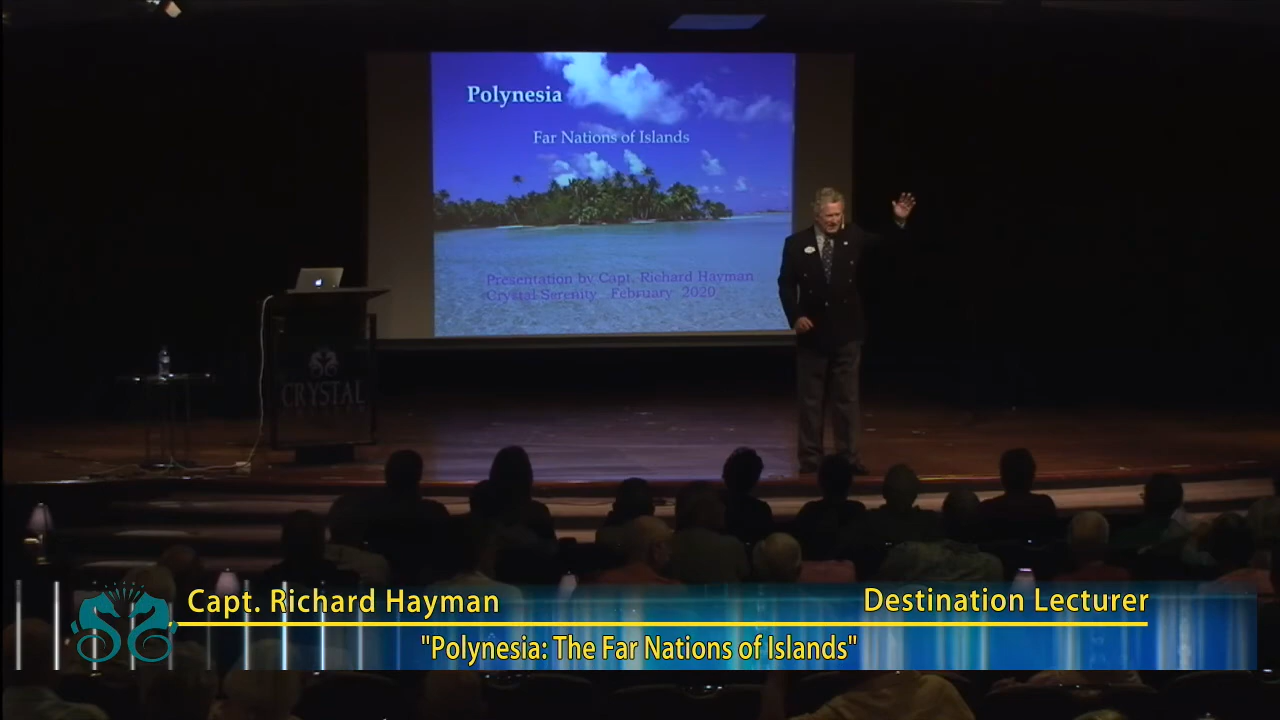 Polynesia
Far Nations of Islands
Presentation by Capt. Richard Hayman
Crystal Serenity February 2020
CRYSTAL
Capt. Richard Hayman
Destination Lecturer
"Polynesia: The Far Nations of Islands"